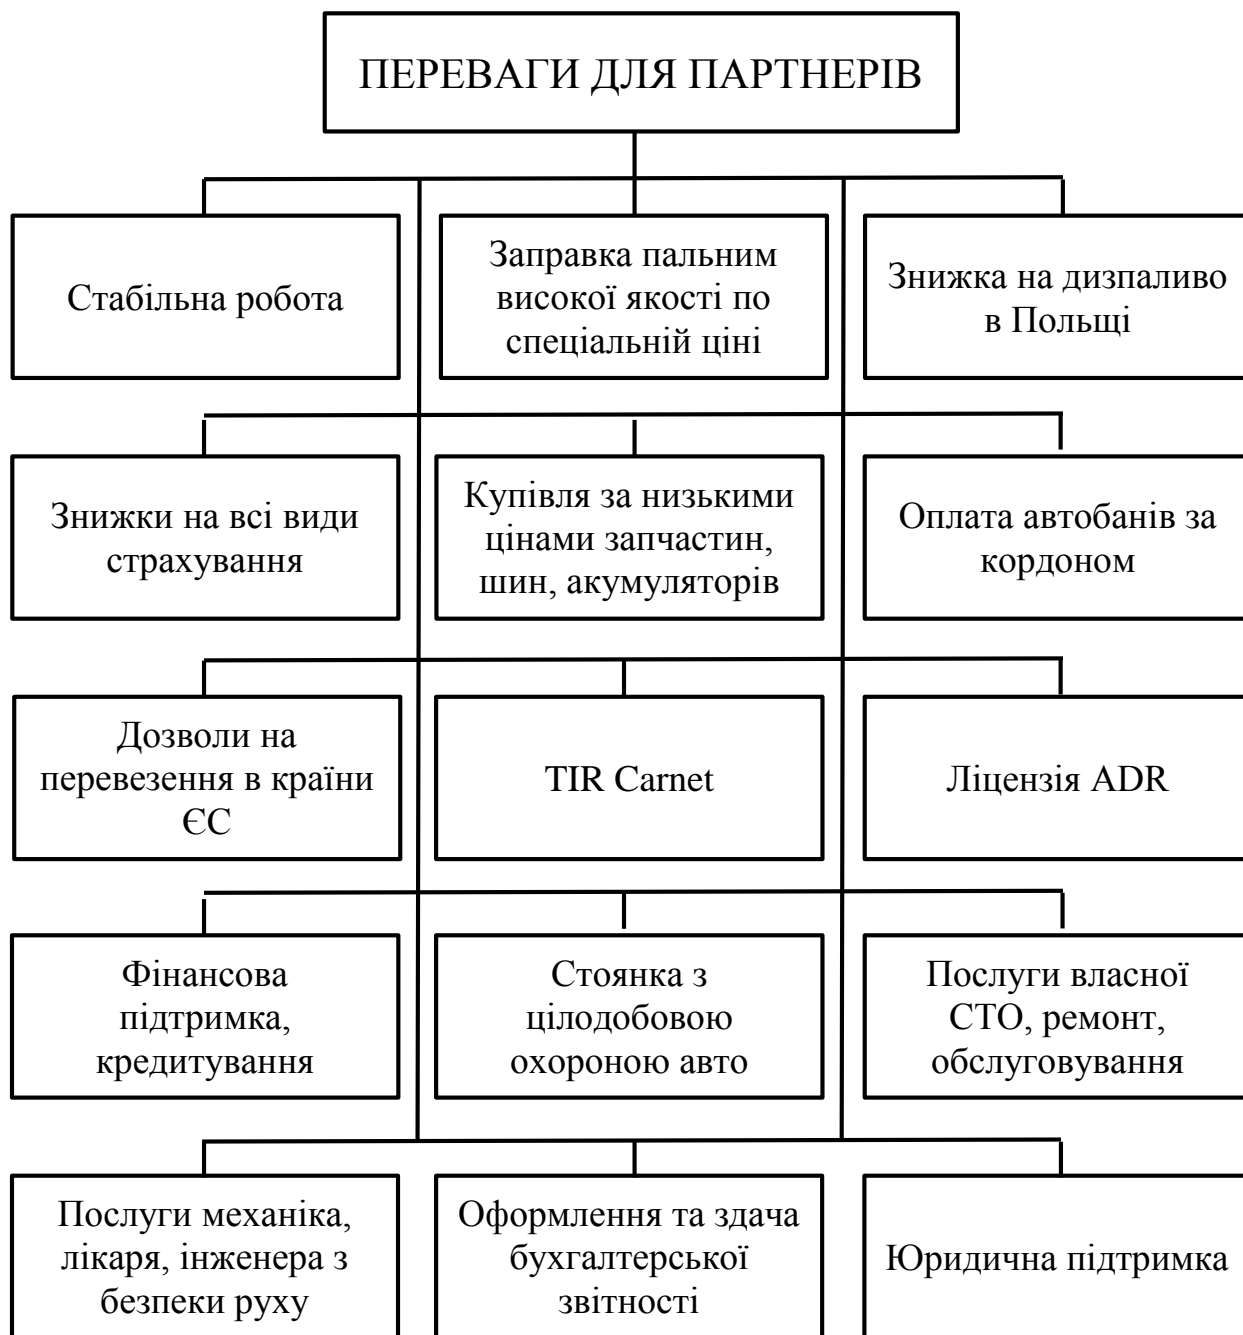 ПЕРЕВАГИ ДЛЯ ПАРТНЕРІВ
Стабільна робота
Заправка пальним
високої якості по
спеціальній ціні
Знижка на дизпаливо
в Польщі
Знижки на всі види
страхування
Купівля за низькими
цінами запчастин,
шин, акумуляторів
Оплата автобанів за
кордоном
Дозволи на
перевезення в країни
ЄС
TIR Carnet
Ліцензія ADR
Фінансова
підтримка,
кредитування
Стоянка з
цілодобовою
охороною авто
Послуги власної
СТО, ремонт,
обслуговування
Послуги механіка,
лікаря, інженера з
безпеки руху
Оформлення та здача
бухгалтерської
звітності
Юридична підтримка